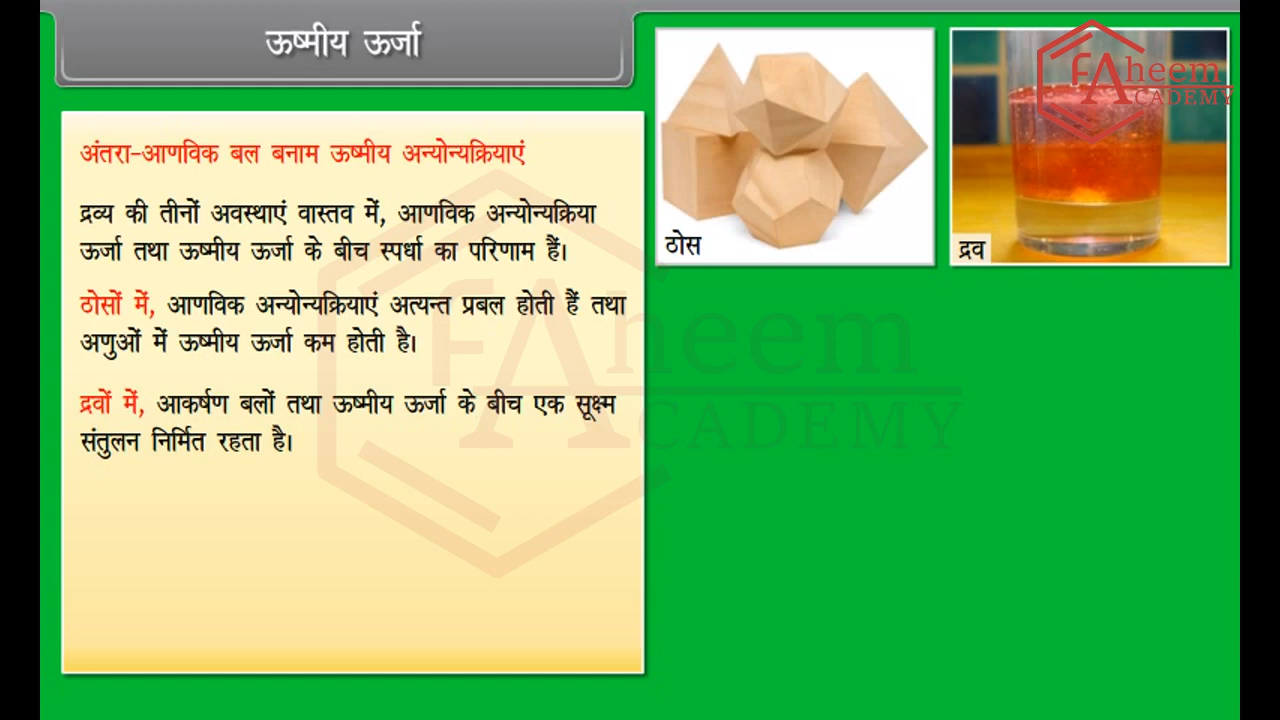 ऊष्मीय ऊर्जा
अंतरा-आणविक बल बनाम ऊष्मीय अन्योन्यक्रियाएं
द्रव्य की तीनों अवस्थाएं वास्तव में, आणविक अन्योन्यक्रिया
ऊर्जा तथा ऊष्मीय ऊर्जा के बीच स्पर्धा का परिणाम हैं।
ठोसों में, आणविक अन्योन्यक्रियाएं अत्यन्त प्रबल होती हैं तथा
अणुओं में ऊष्मीय ऊर्जा कम होती है।
द्रवों में, आकर्षण बलों तथा ऊष्मीय ऊर्जा के बीच एक सूक्ष्म
संतुलन निर्मित रहता है।
ठोस
द्रव
FAheem
ACADEMY
FAheem
ACADEMY